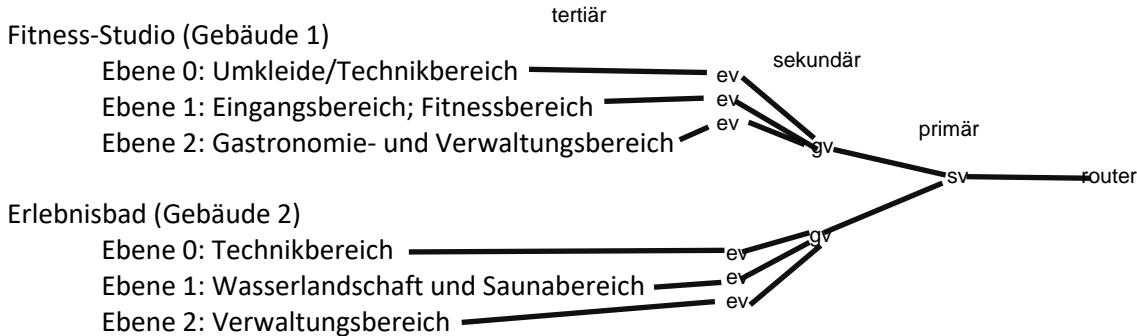 tertiär
Fitness-Studio (Gebäude 1)
sekundär
Ebene 0: Umkleide/Technikbereich ev
Ebene 1: Eingangsbereich; Fitnessbereich ev
Ebene 2: Gastronomie- und Verwaltungsbereich ev
primär
gv
sv router
Erlebnisbad (Gebäude 2)
gv
Ebene 0: Technikbereich ev
Ebene 1: Wasserlandschaft und Saunabereich ev
Ebene 2: Verwaltungsbereich ev